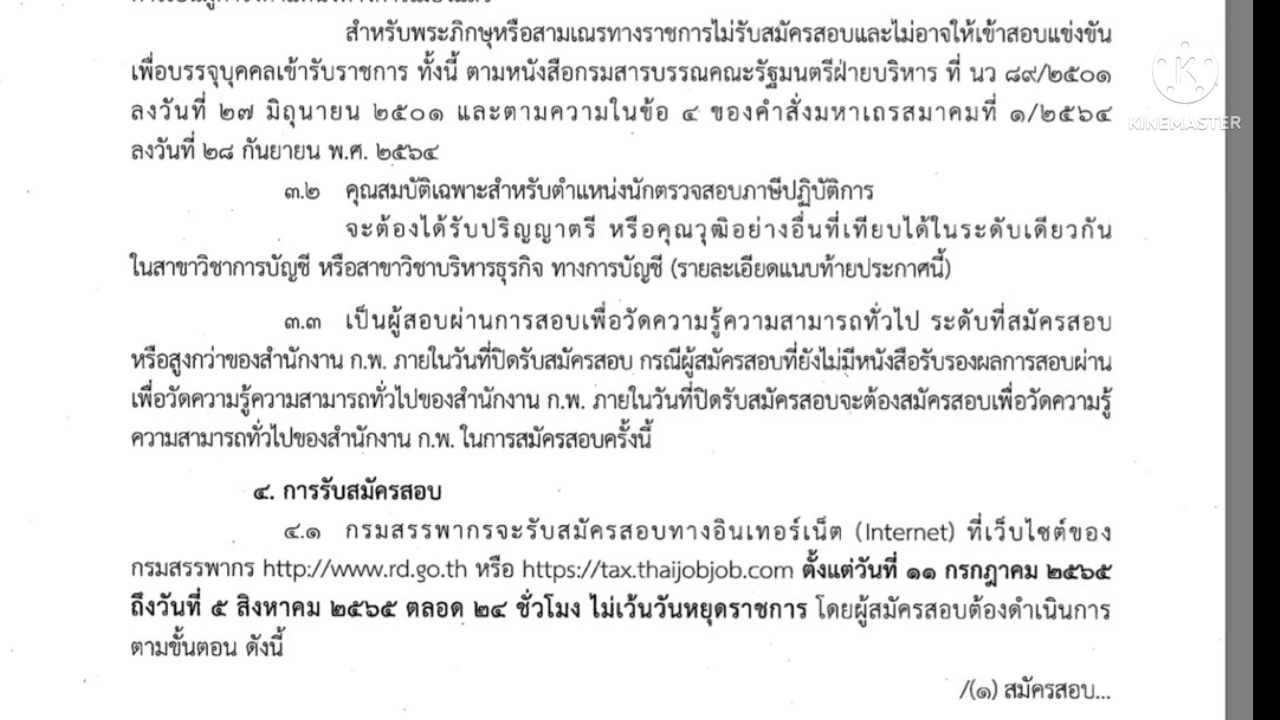 สำหรับพระภิกษุหรือสามเณรทางราชการไม่รับสมัครสอบและไม่อาจให้เข้าสอบแข่งขัน
เพื่อบรรจุบุคคลเข้ารับราชการ ทั้งนี้ ตามหนังสือกรมสารบรรณคณะรัฐมนตรีฝ่ายบริหาร ที่ นว ๘๙/๒๕๐๑
ลงวันที่ ๒๗ มิถุนายน ๒๕๐๑ และตามความในข้อ ๔ ของคำสั่งมหาเถรสมาคมที่ ๑/๒๕๖๔
ลงวันที่ ๒๘ กันยายน พ.ศ. ๒๕๖๔
๓.๒ คุณสมบัติเฉพาะสำหรับตำแหน่งนักตรวจสอบภาษีปฏิบัติการ
จะต้องได้รับปริญญาตรี หรือคุณวุฒิอย่างอื่นที่เทียบได้ในระดับเดียวกัน
ในสาขาวิชาการบัญชี หรือสาขาวิชาบริหารธุรกิจ ทางการบัญชี (รายละเอียดแนบท้ายประกาศนี้)
๓.๓ เป็นผู้สอบผ่านการสอบเพื่อวัดความรู้ความสามารถทั่วไป ระดับที่สมัครสอบ
หรือสูงกว่าของสำนักงาน ก.พ. ภายในวันที่ปิดรับสมัครสอบ กรณีผู้สมัครสอบที่ยังไม่มีหนังสือรับรองผลการสอบผ่าน
เพื่อวัดความรู้ความสามารถทั่วไปของสำนักงาน ก.พ. ภายในวันที่ปิดรับสมัครสอบจะต้องสมัครสอบเพื่อวัดความรู้
ความสามารถทั่วไปของสำนักงาน ก.พ. ในการสมัครสอบครั้งนี้
๔. การรับสมัครสอบ
๔.๑ กรมสรรพากรจะรับสมัครสอบทางอินเทอร์เน็ต (Internet) ที่เว็บไซต์ของ
กรมสรรพากร http://www.rd.go.th หรือ https://tax.thaijobjob.com ตั้งแต่วันที่ ๑๑ กรกฎาคม ๒๕๖๕
ถึงวันที่ ๕ สิงหาคม ๒๕๖๕ ตลอด ๒๔ ชั่วโมง ไม่เว้นวันหยุดราชการ โดยผู้สมัครสอบต้องดำเนินการ
ตามขั้นตอน ดังนี้
/(๑) สมัครสอบ...
KINEMASTER